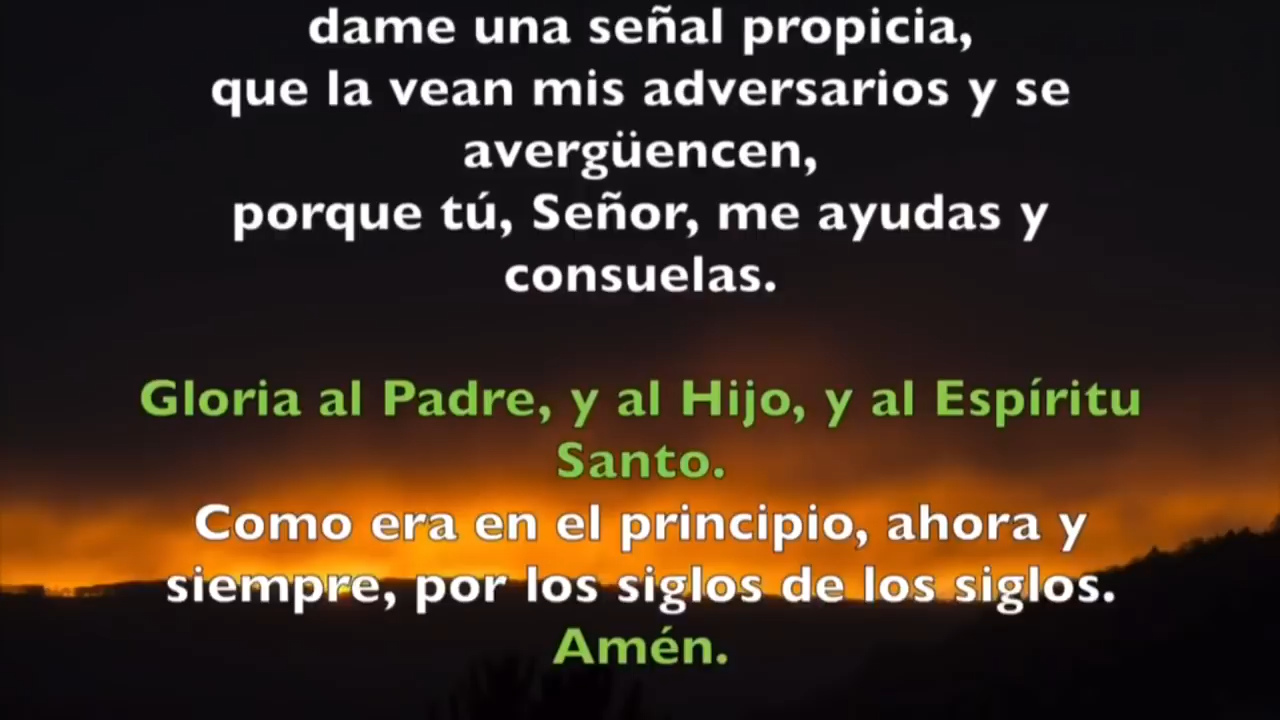 dame una señal propicia,
que la vean mis adversarios y se
avergüencen,
porque tú, Señor, me ayudas y
consuelas.
Gloria al Padre, y al Hijo, y al Espíritu
Santo.
Como era en el principio, ahora y
siempre, por los siglos de los siglos.
Amén.